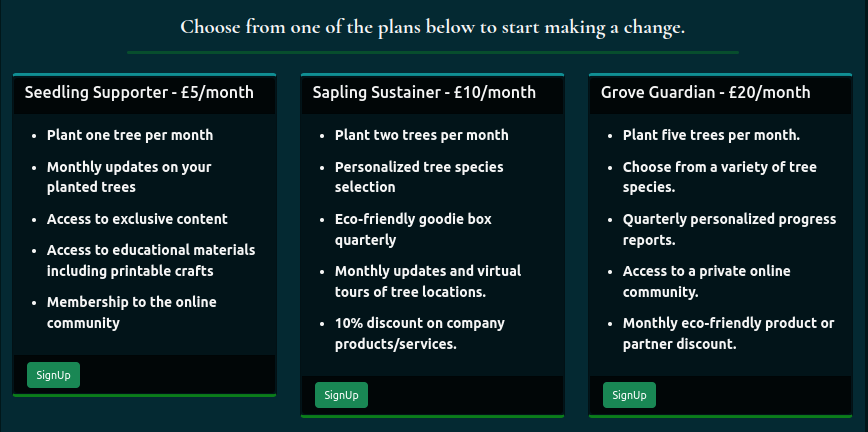 Choose from one of the plans below to start making a change.
Seedling Supporter - £5/month
• Plant one tree per month
• Monthly updates on your
planted trees
• Access to exclusive content
• Access to educational materials
including printable crafts
• Membership to the online
community
SignUp
Sapling Sustainer - £10/month
• Plant two trees per month
• Personalized tree species
selection
• Eco-friendly goodie box
quarterly
• Monthly updates and virtual
tours of tree locations.
• 10% discount on company
products/services.
SignUp
Grove Guardian - £20/month
• Plant five trees per month.
• Choose from a variety of tree
species.
• Quarterly personalized progress
reports.
• Access to a private online
community.
• Monthly eco-friendly product or
partner discount.
SignUp